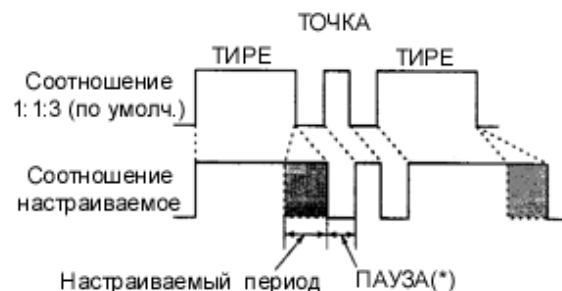 ТОЧКА
ТИРЕ
ТИРЕ
Соотношение
1:1:3 (по умолч.)
Соотношение
настраиваемое
Настраиваемый период
ПАУЗА(*)